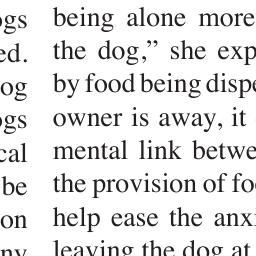 ogs
ed.
og
ogs
cal
be
on
ny
being alone more
the dog,” she exp
by food being dispe
owner is away, it
mental link betwe
the provision of fo
help ease the anxi
leaving the dog at